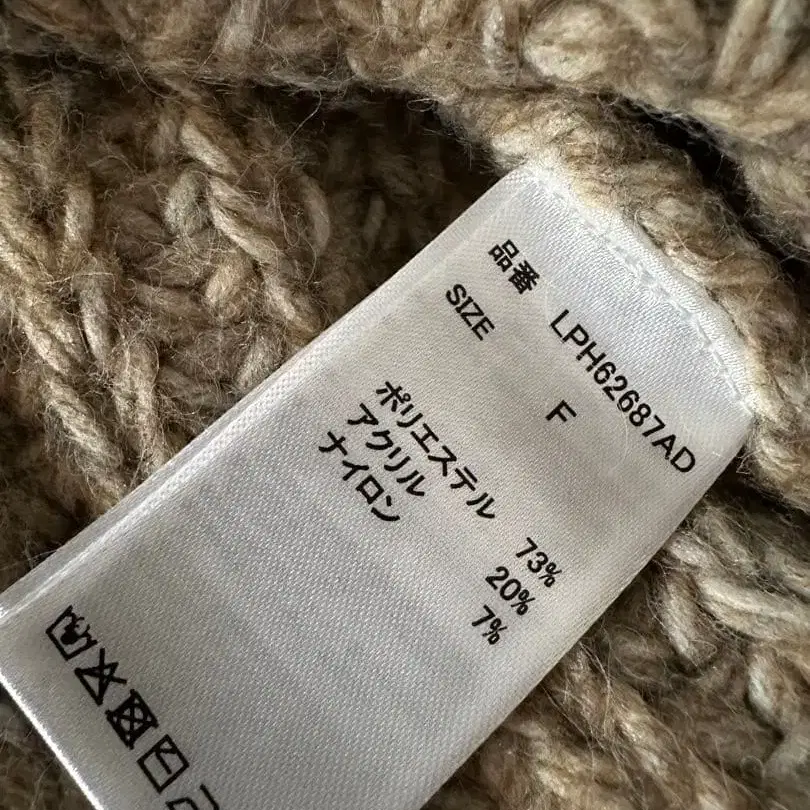 品番 LPH62687AD
SIZE F
ポリエステル 73%
アクリル 20%
ナイロン 7%